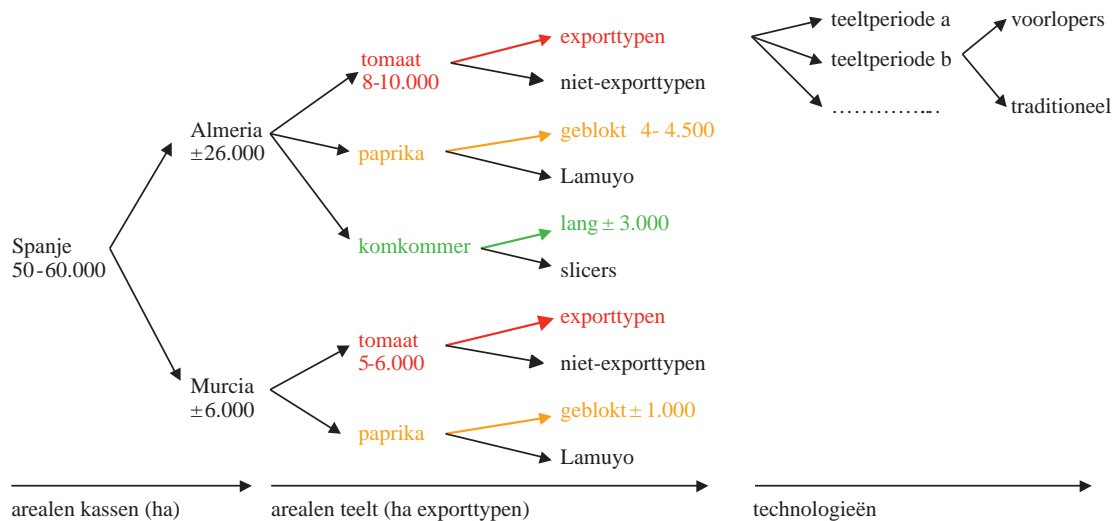 Spanje
50-60.000
Almeria
±26.000
Murcia
±6.000
tomaat
8-10.000
paprika
komkommer
tomaat
5-6.000
paprika
exporttypen
niet-exporttypen
geblokt 4- 4.500
Lamuyo
lang ± 3.000
slicers
exporttypen
niet-exporttypen
geblokt ± 1.000
Lamuyo
teeltperiode a
teeltperiode b
…………...
voorlopers
traditioneel
arealen kassen (ha)
arealen teelt (ha exporttypen)
technologieën